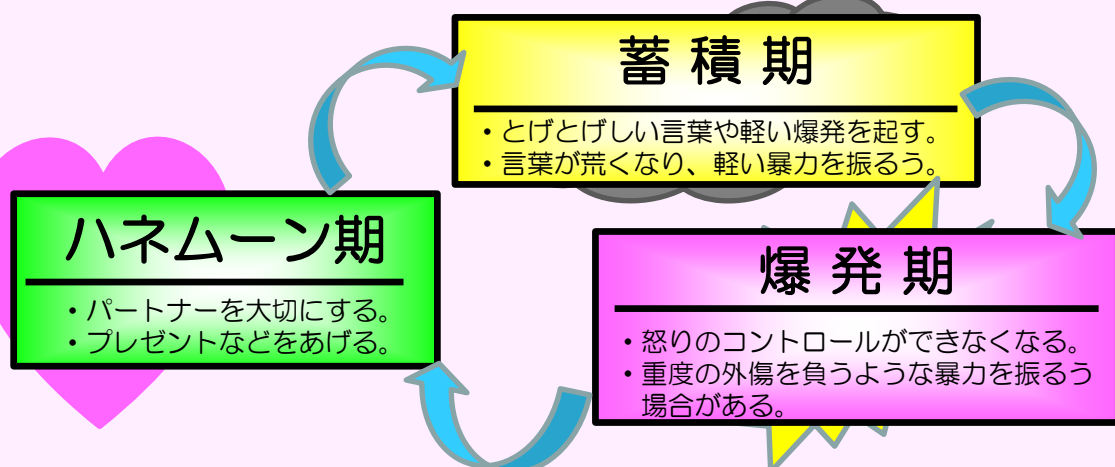 蓄積期
・とげとげしい言葉や軽い爆発を起す。
・言葉が荒くなり、軽い暴力を振るう。
ハネムーン期
・パートナーを大切にする。
・プレゼントなどをあげる。
爆発期
・怒りのコントロールができなくなる。
・重度の外傷を負うような暴力を振るう
場合がある。